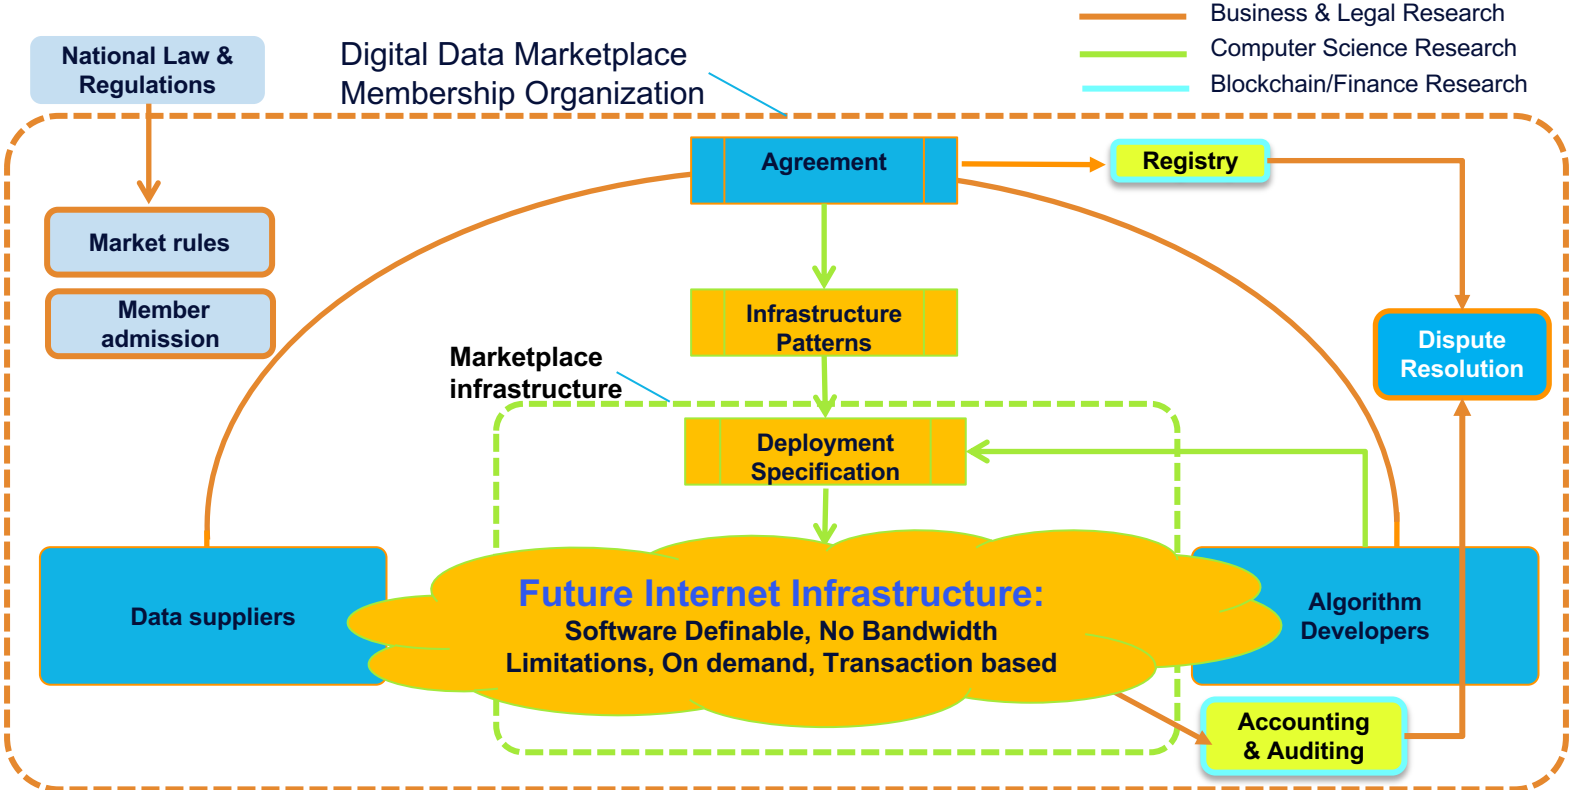 Business & Legal Research
Computer Science Research
Blockchain/Finance Research
National Law &
Regulations
Digital Data Marketplace
Membership Organization
Agreement
Registry
Market rules
Member
admission
Infrastructure
Patterns
Dispute
Resolution
Marketplace
infrastructure
Deployment
Specification
Data suppliers
Future Internet Infrastructure:
Software Definable, No Bandwidth
Limitations, On demand, Transaction based
Algorithm
Developers
Accounting
& Auditing